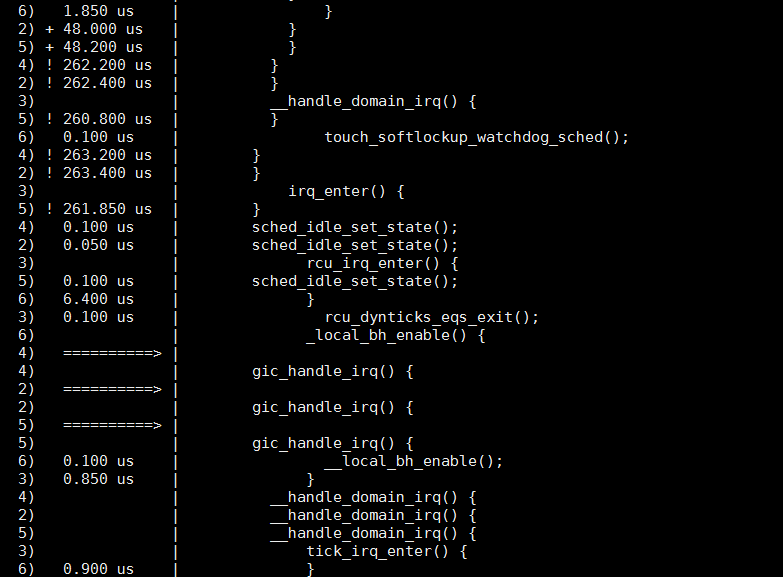 6)   1.850 us    |                }
2) + 48.000 us   |            }
5) + 48.200 us   |            }
4) ! 262.200 us  |          }
2) ! 262.400 us  |          }
3)               |          __handle_domain_irq() {
5) ! 260.800 us  |          }
6)   0.100 us    |                touch_softlockup_watchdog_sched();
4) ! 263.200 us  |        }
2) ! 263.400 us  |        }
3)               |            irq_enter() {
5) ! 261.850 us  |        }
4)   0.100 us    |        sched_idle_set_state();
2)   0.050 us    |        sched_idle_set_state();
3)               |              rcu_irq_enter() {
5)   0.100 us    |        sched_idle_set_state();
6)   6.400 us    |              }
3)   0.100 us    |                rcu_dynticks_eqs_exit();
6)               |              _local_bh_enable() {
4)   ==========> |
4)               |        gic_handle_irq() {
2)   ==========> |
2)               |        gic_handle_irq() {
5)   ==========> |
5)               |        gic_handle_irq() {
6)   0.100 us    |                __local_bh_enable();
3)   0.850 us    |              }
4)               |          __handle_domain_irq() {
2)               |          __handle_domain_irq() {
5)               |          __handle_domain_irq() {
3)               |              tick_irq_enter() {
6)   0.900 us    |              }